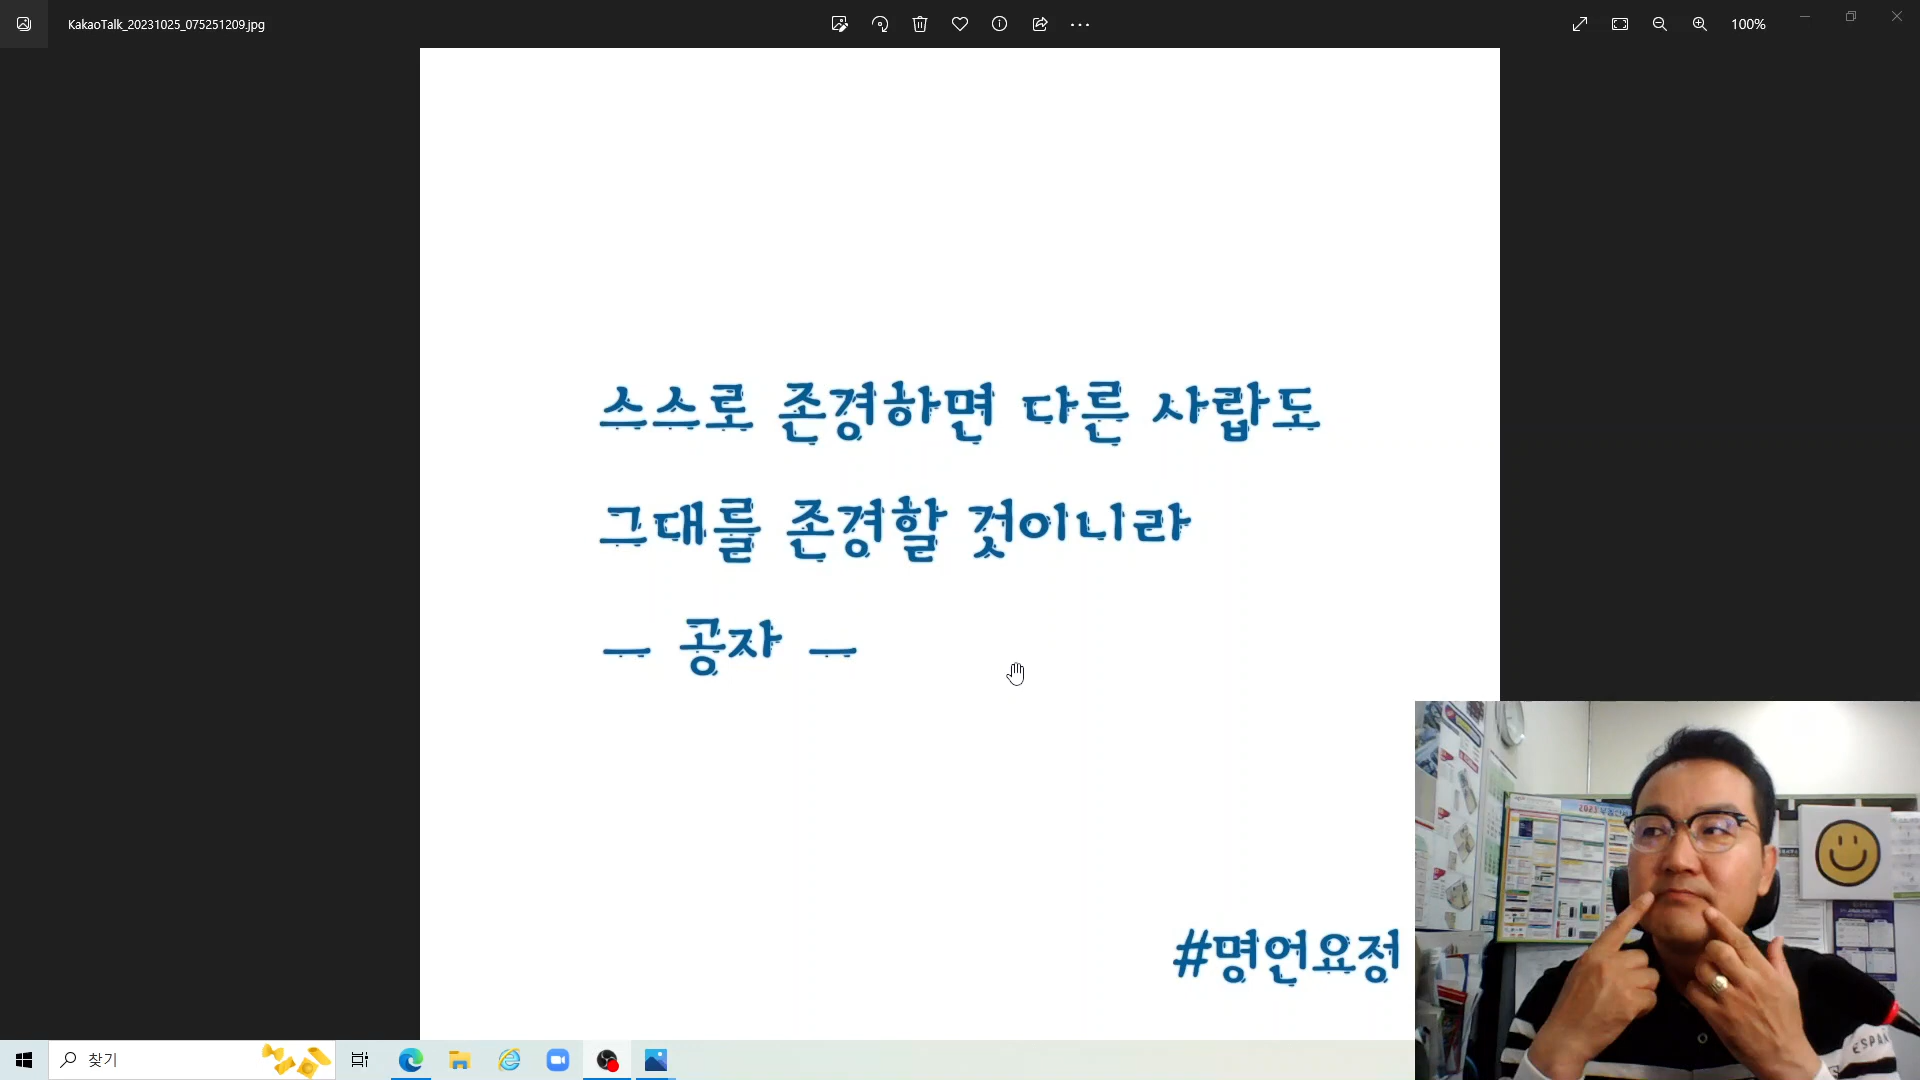 KakaoTalk_20231025_075251209.jpg
100%
스스로 존경하면 다른 사람도
그대를 존경할 것이니라
- 공자 -
#명언요정
찾기